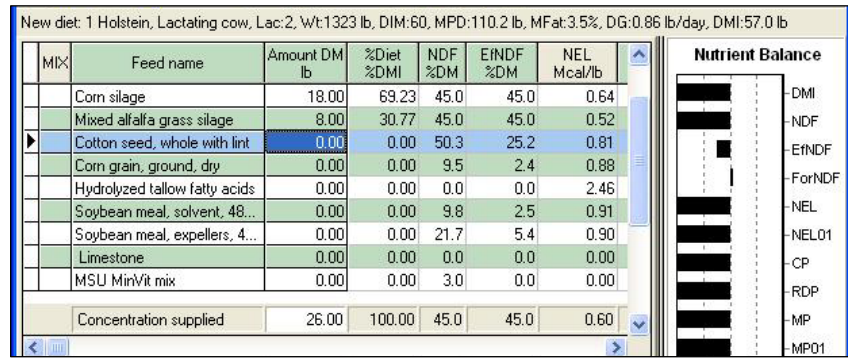 New diet: 1 Holstein, Lactating cow, Lac:2, Wt:1323 lb, DIM:60, MPD:110.2 lb, MFat:3.5%, DG:0.86 lb/day, DMI:57.0 lb
MIX Feed name Amount DM lb %Diet %DMI NDF %DM EfNDF %DM NEL Mcal/lb
Corn silage 18.00 69.23 45.0 45.0 0.64
Mixed alfalfa grass silage 8.00 30.77 45.0 45.0 0.52
Cotton seed, whole with lint 0.00 0.00 50.3 25.2 0.81
Corn grain, ground, dry 0.00 0.00 9.5 2.4 0.88
Hydrolyzed tallow fatty acids 0.00 0.00 0.0 0.0 2.46
Soybean meal, solvent, 48... 0.00 0.00 9.8 2.5 0.91
Soybean meal, expellers, 4... 0.00 0.00 21.7 5.4 0.90
Limestone 0.00 0.00 0.0 0.0 0.00
MSU MinVit mix 0.00 0.00 3.0 0.0 0.00
Concentration supplied 26.00 100.00 45.0 45.0 0.60
Nutrient Balance
DMI
NDF
EfNDF
ForNDF
NEL
NEL01
CP
RDP
MP
MP01